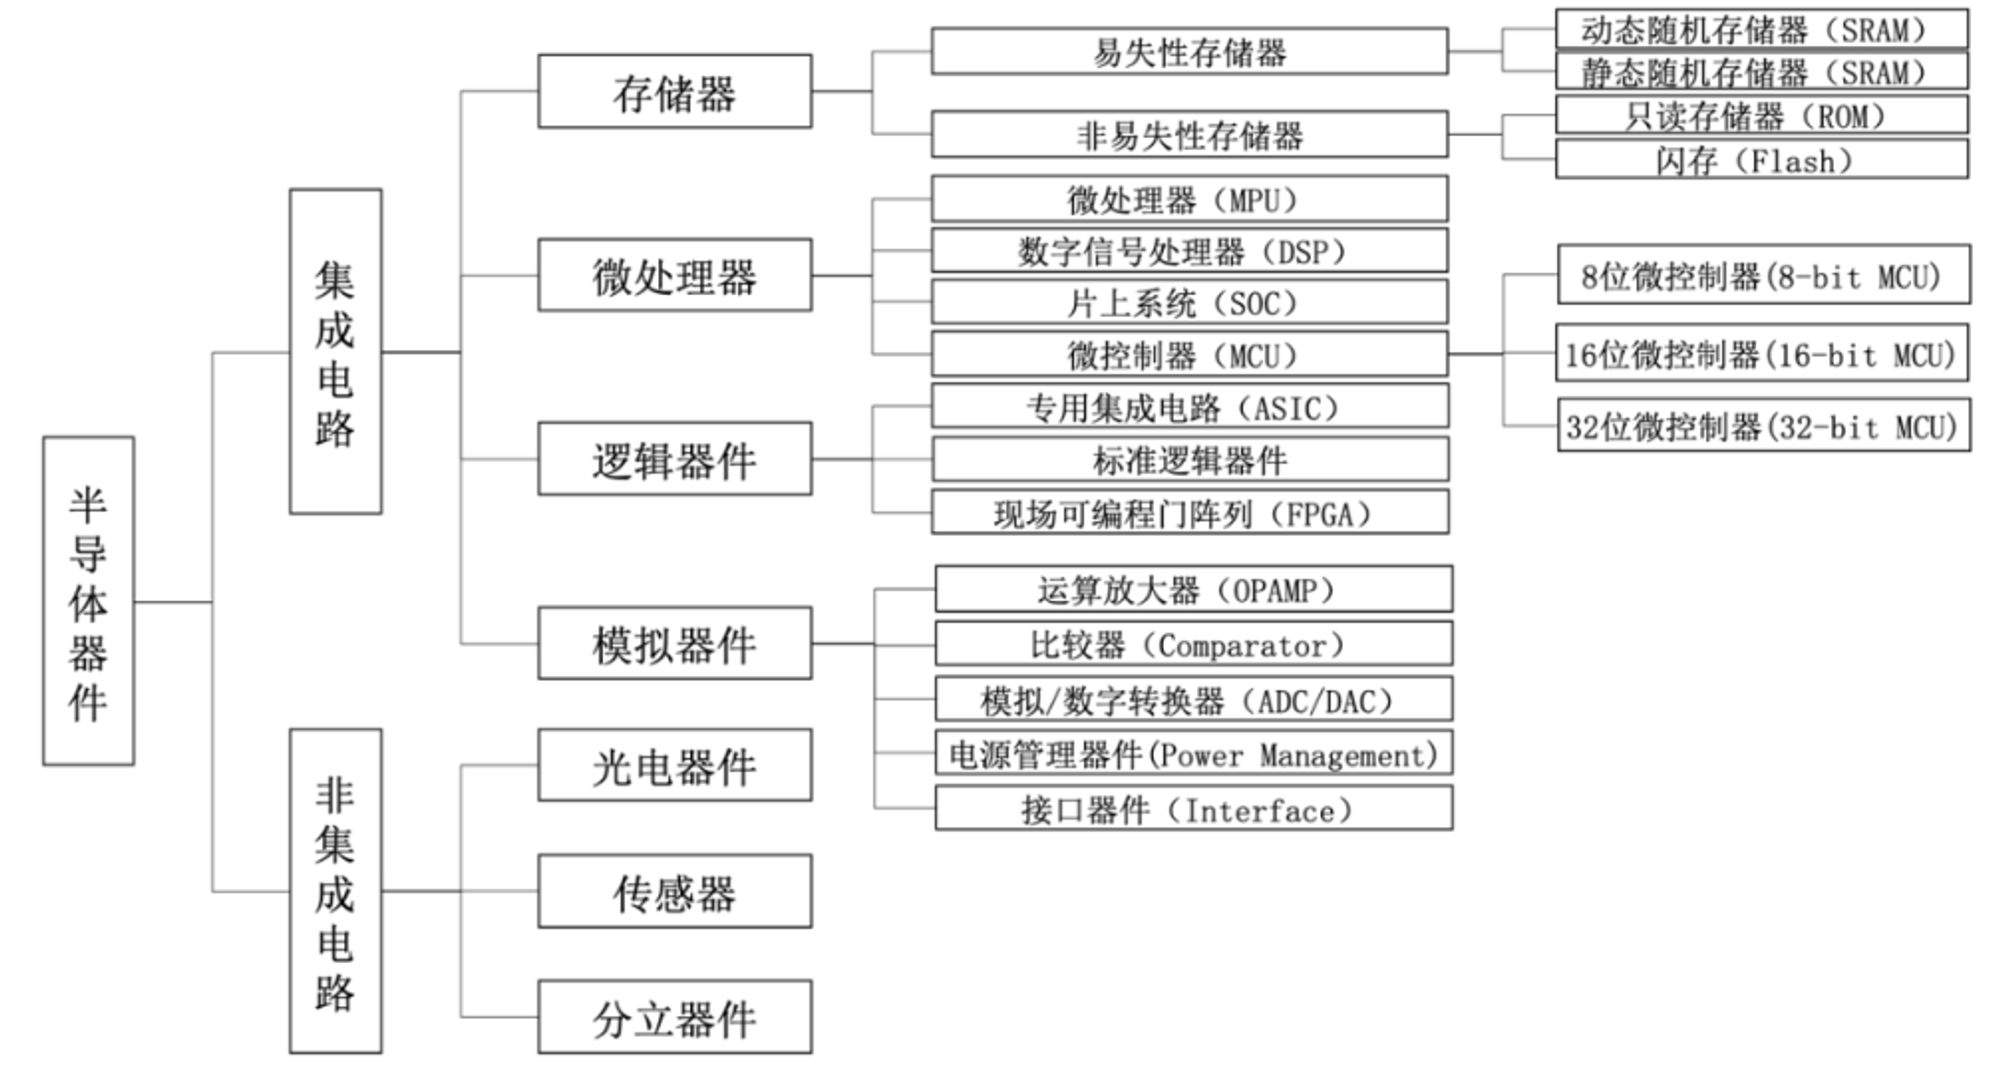 半导体器件
集成电路
存储器
易失性存储器
动态随机存储器（SRAM）
静态随机存储器（SRAM）
非易失性存储器
只读存储器（ROM）
闪存（Flash）
微处理器
微处理器（MPU）
数字信号处理器（DSP）
片上系统（SOC）
微控制器（MCU）
8位微控制器(8-bit MCU)
16位微控制器(16-bit MCU)
32位微控制器(32-bit MCU)
逻辑器件
专用集成电路（ASIC）
标准逻辑器件
现场可编程门阵列（FPGA）
模拟器件
运算放大器（OPAMP）
比较器（Comparator）
模拟/数字转换器（ADC/DAC）
电源管理器件(Power Management)
接口器件（Interface）
非集成电路
光电器件
传感器
分立器件